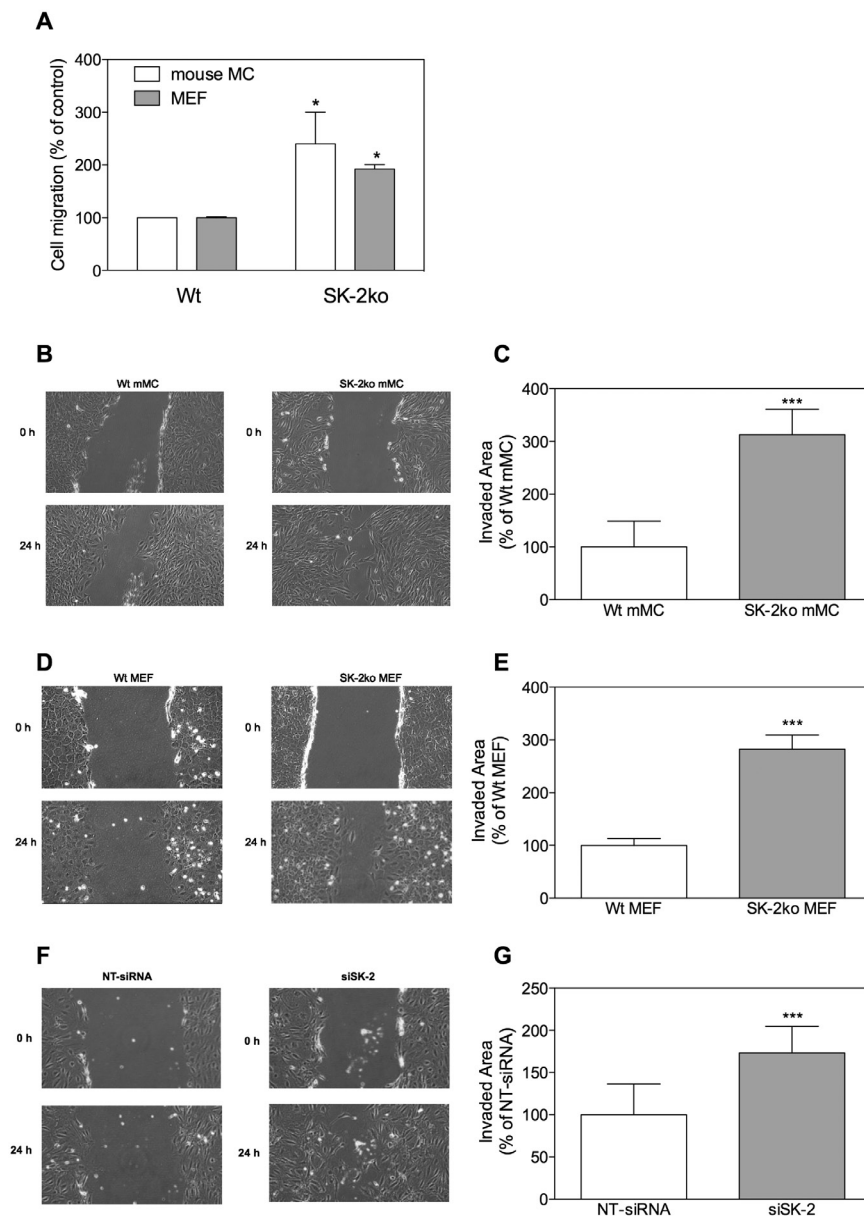 A
Cell migration (% of control)
400
300
200
100
0
mouse MC
MEF
*
*
Wt
SK-2ko
B
Wt mMC
SK-2ko mMC
0 h
0 h
24 h
24 h
C
Invaded Area
(% of Wt mMC)
400
300
200
100
0
***
Wt mMC
SK-2ko mMC
D
Wt MEF
SK-2ko MEF
0 h
0 h
24 h
24 h
E
Invaded Area
(% of Wt MEF)
400
300
200
100
0
***
Wt MEF
SK-2ko MEF
F
NT-siRNA
siSK-2
0 h
0 h
24 h
24 h
G
Invaded Area
(% of NT-siRNA)
250
200
150
100
50
0
***
NT-siRNA
siSK-2